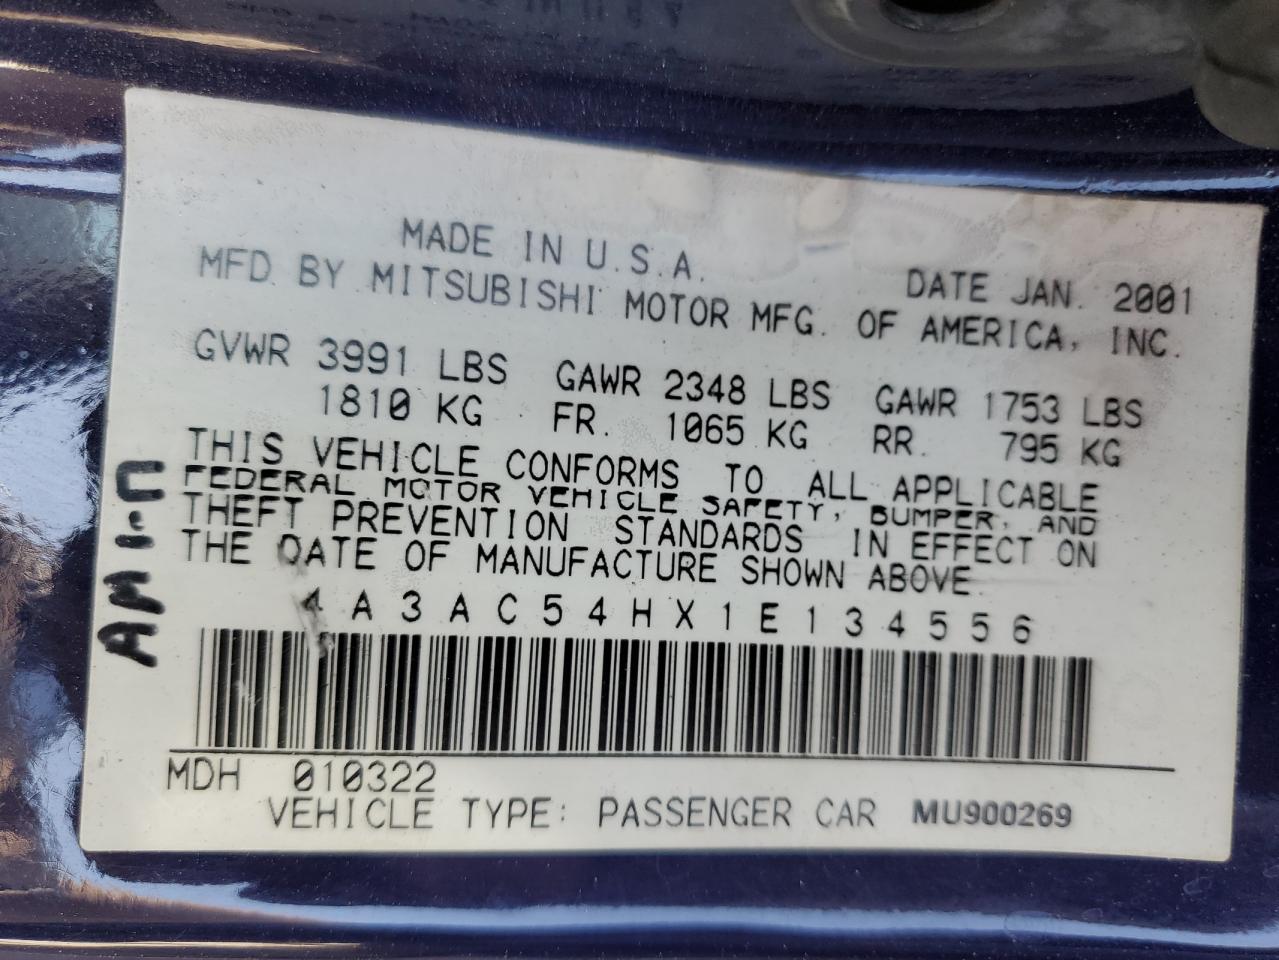 MADE IN U.S.A. DATE JAN. 2001
MFD BY MITSUBISHI MOTOR MFG. OF AMERICA, INC.
GVWR 3991 LBS GAWR 2348 LBS GAWR 1753 LBS
1810 KG FR. 1065 KG RR. 795 KG
THIS VEHICLE CONFORMS TO ALL APPLICABLE
FEDERAL MOTOR VEHICLE SAFETY, BUMPER, AND
THEFT PREVENTION STANDARDS IN EFFECT ON
THE DATE OF MANUFACTURE SHOWN ABOVE.
4A3AC54HX1E134556
MDH 010322
VEHICLE TYPE: PASSENGER CAR MU900269